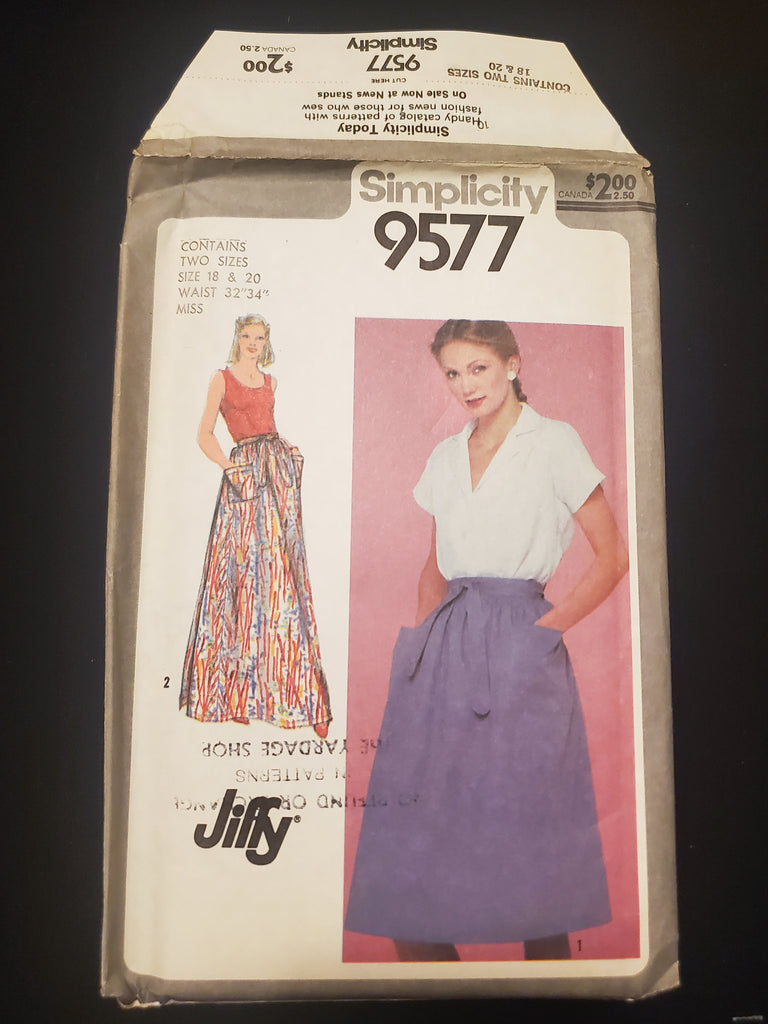 Simplicity Today
Handy catalog of patterns with
fashion news for those who sew
On Sale Now at News Stands
CUT HERE
CONTAINS TWO SIZES
18 & 20
9577
Simplicity
$2.00
CANADA 2.50
Simplicity
9577
$2.00
CANADA 2.50
CONTAINS
TWO SIZES
SIZE 18 & 20
WAIST 32"34"
MISS
2
THE YARDAGE SHOP
PATTERNS
NO REFUND OR
Jiffy®
1